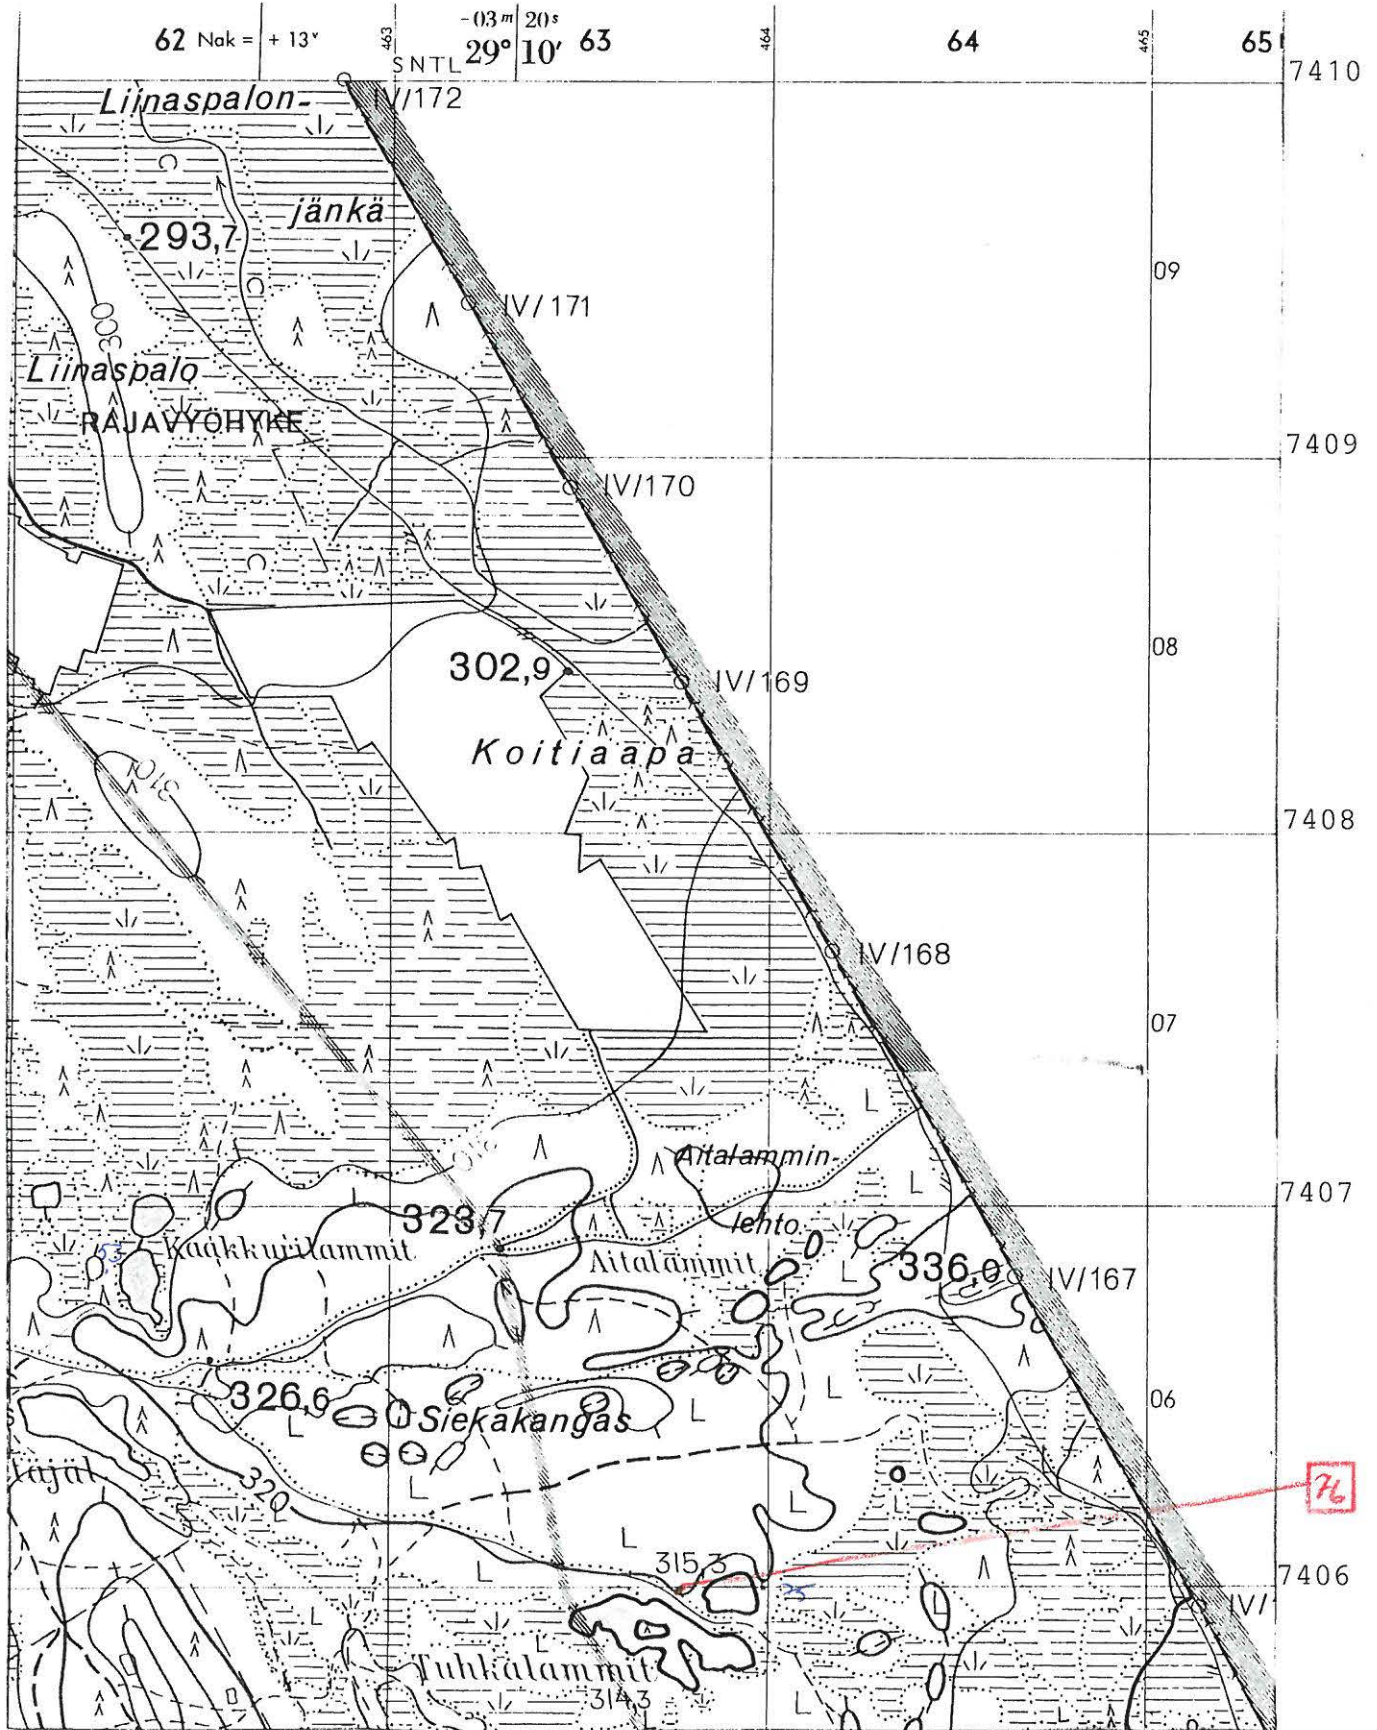 -03ᵐ 20ˢ
62 Nak = + 13ᵛ 463 29° 10′ 63 464 64 465 65
SNTL
7410
IV/172
Liinaspalon-
jänkä
293,7
09
IV/171
300
Liinaspalo
RAJAVYÖHYKE
7409
IV/170
08
302,9
IV/169
Koitiaapa
310
7408
IV/168
07
310
Aitalammin-
7407
323,7
lehto
53
Kaakkurilammit
Aitalammit
336,0
IV/167
326,6
Siekakangas
06
320
76
315,3
7406
IV/
Tuhkalammit
314,3